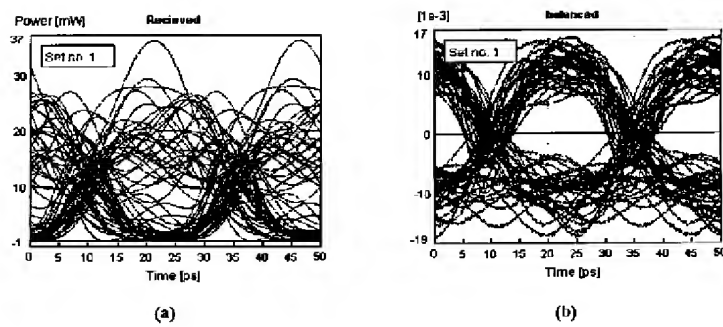 Power [mW]
Recieved
37
30
20
10
-1
Set no. 1
0 5 10 15 20 25 30 35 40 45 50
Time [ps]
(a)
[1e-3]
balanced
17
10
0
-10
-19
Set no. 1
0 5 10 15 20 25 30 35 40 45 50
Time [ps]
(b)